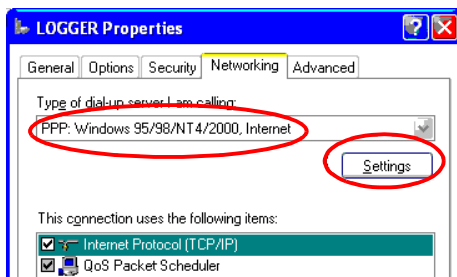 LOGGER Properties
General Options Security Networking Advanced
Type of dial-up server I am calling:
PPP: Windows 95/98/NT4/2000, Internet
Settings
This connection uses the following items:
Internet Protocol (TCP/IP)
QoS Packet Scheduler